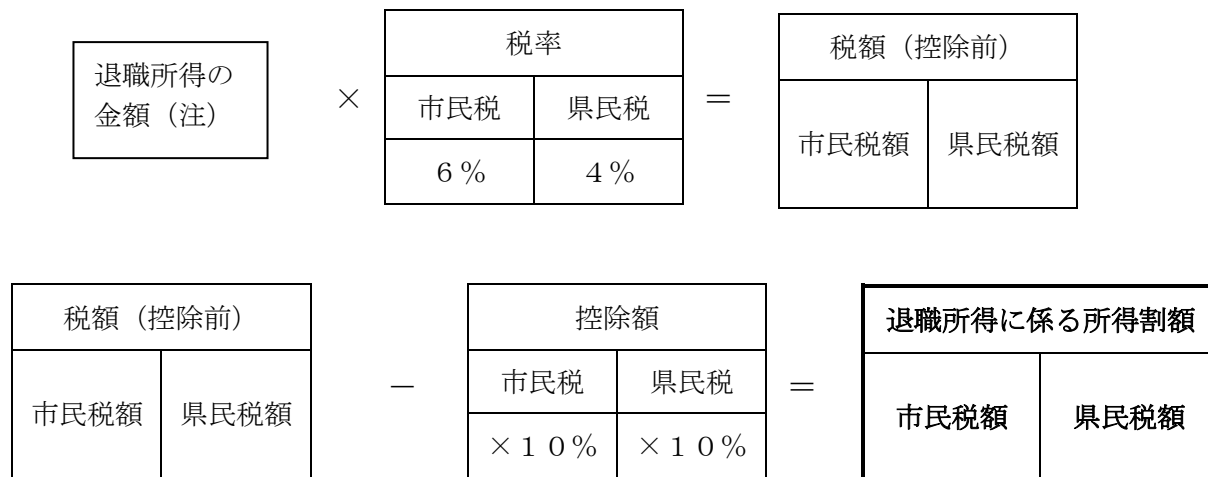 退職所得の
金額（注）
×
税率
市民税 県民税
６％ ４％
＝
税額（控除前）
市民税額 県民税額
税額（控除前）
市民税額 県民税額
－
控除額
市民税 県民税
×１０％ ×１０％
＝
退職所得に係る所得割額
市民税額 県民税額